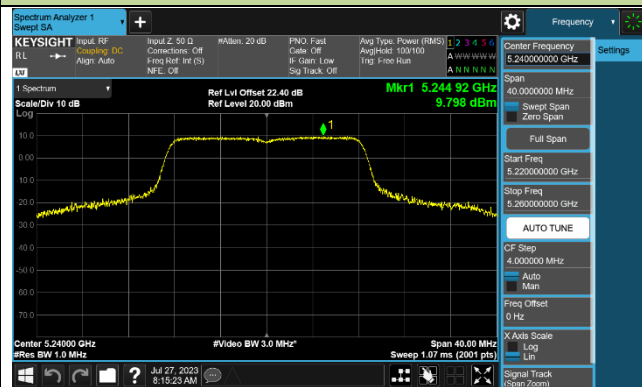 Spectrum Analyzer 1
Swept SA
Frequency
KEYSIGHT
RL
LXI
Input: RF
Coupling: DC
Align: Auto
Input Z: 50 Ω
Corrections: Off
Freq Ref: Int (S)
NFE: Off
#Atten: 20 dB
PNO: Fast
Gate: Off
IF Gain: Low
Sig Track: Off
Avg Type: Power (RMS)
Avg|Hold: 100/100
Trig: Free Run
1 2 3 4 5 6
A W W W W W
A N N N N N
1 Spectrum
Scale/Div 10 dB
Log
Ref Lvl Offset 22.40 dB
Ref Level 20.00 dBm
Mkr1 5.244 92 GHz
9.798 dBm
1
10.0
0.00
-10.0
-20.0
-30.0
-40.0
-50.0
-60.0
-70.0
Center 5.24000 GHz
#Res BW 1.0 MHz
#Video BW 3.0 MHz*
Span 40.00 MHz
Sweep 1.07 ms (2001 pts)
Center Frequency
5.240000000 GHz
Settings
Span
40.0000000 MHz
Swept Span
Zero Span
Full Span
Start Freq
5.220000000 GHz
Stop Freq
5.260000000 GHz
AUTO TUNE
CF Step
4.000000 MHz
Auto
Man
Freq Offset
0 Hz
X Axis Scale
Log
Lin
Signal Track
(Span Zoom)
?
Jul 27, 2023
8:15:23 AM